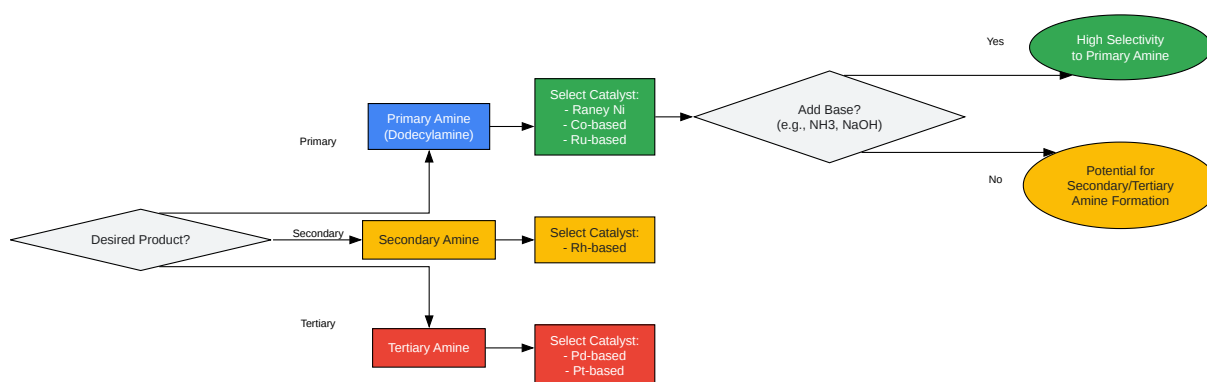 Desired Product?
Primary
Primary Amine
(Dodecylamine)
Select Catalyst:
- Raney Ni
- Co-based
- Ru-based
Add Base?
(e.g., NH3, NaOH)
Yes
High Selectivity
to Primary Amine
No
Potential for
Secondary/Tertiary
Amine Formation
Secondary
Secondary Amine
Select Catalyst:
- Rh-based
Tertiary
Tertiary Amine
Select Catalyst:
- Pd-based
- Pt-based